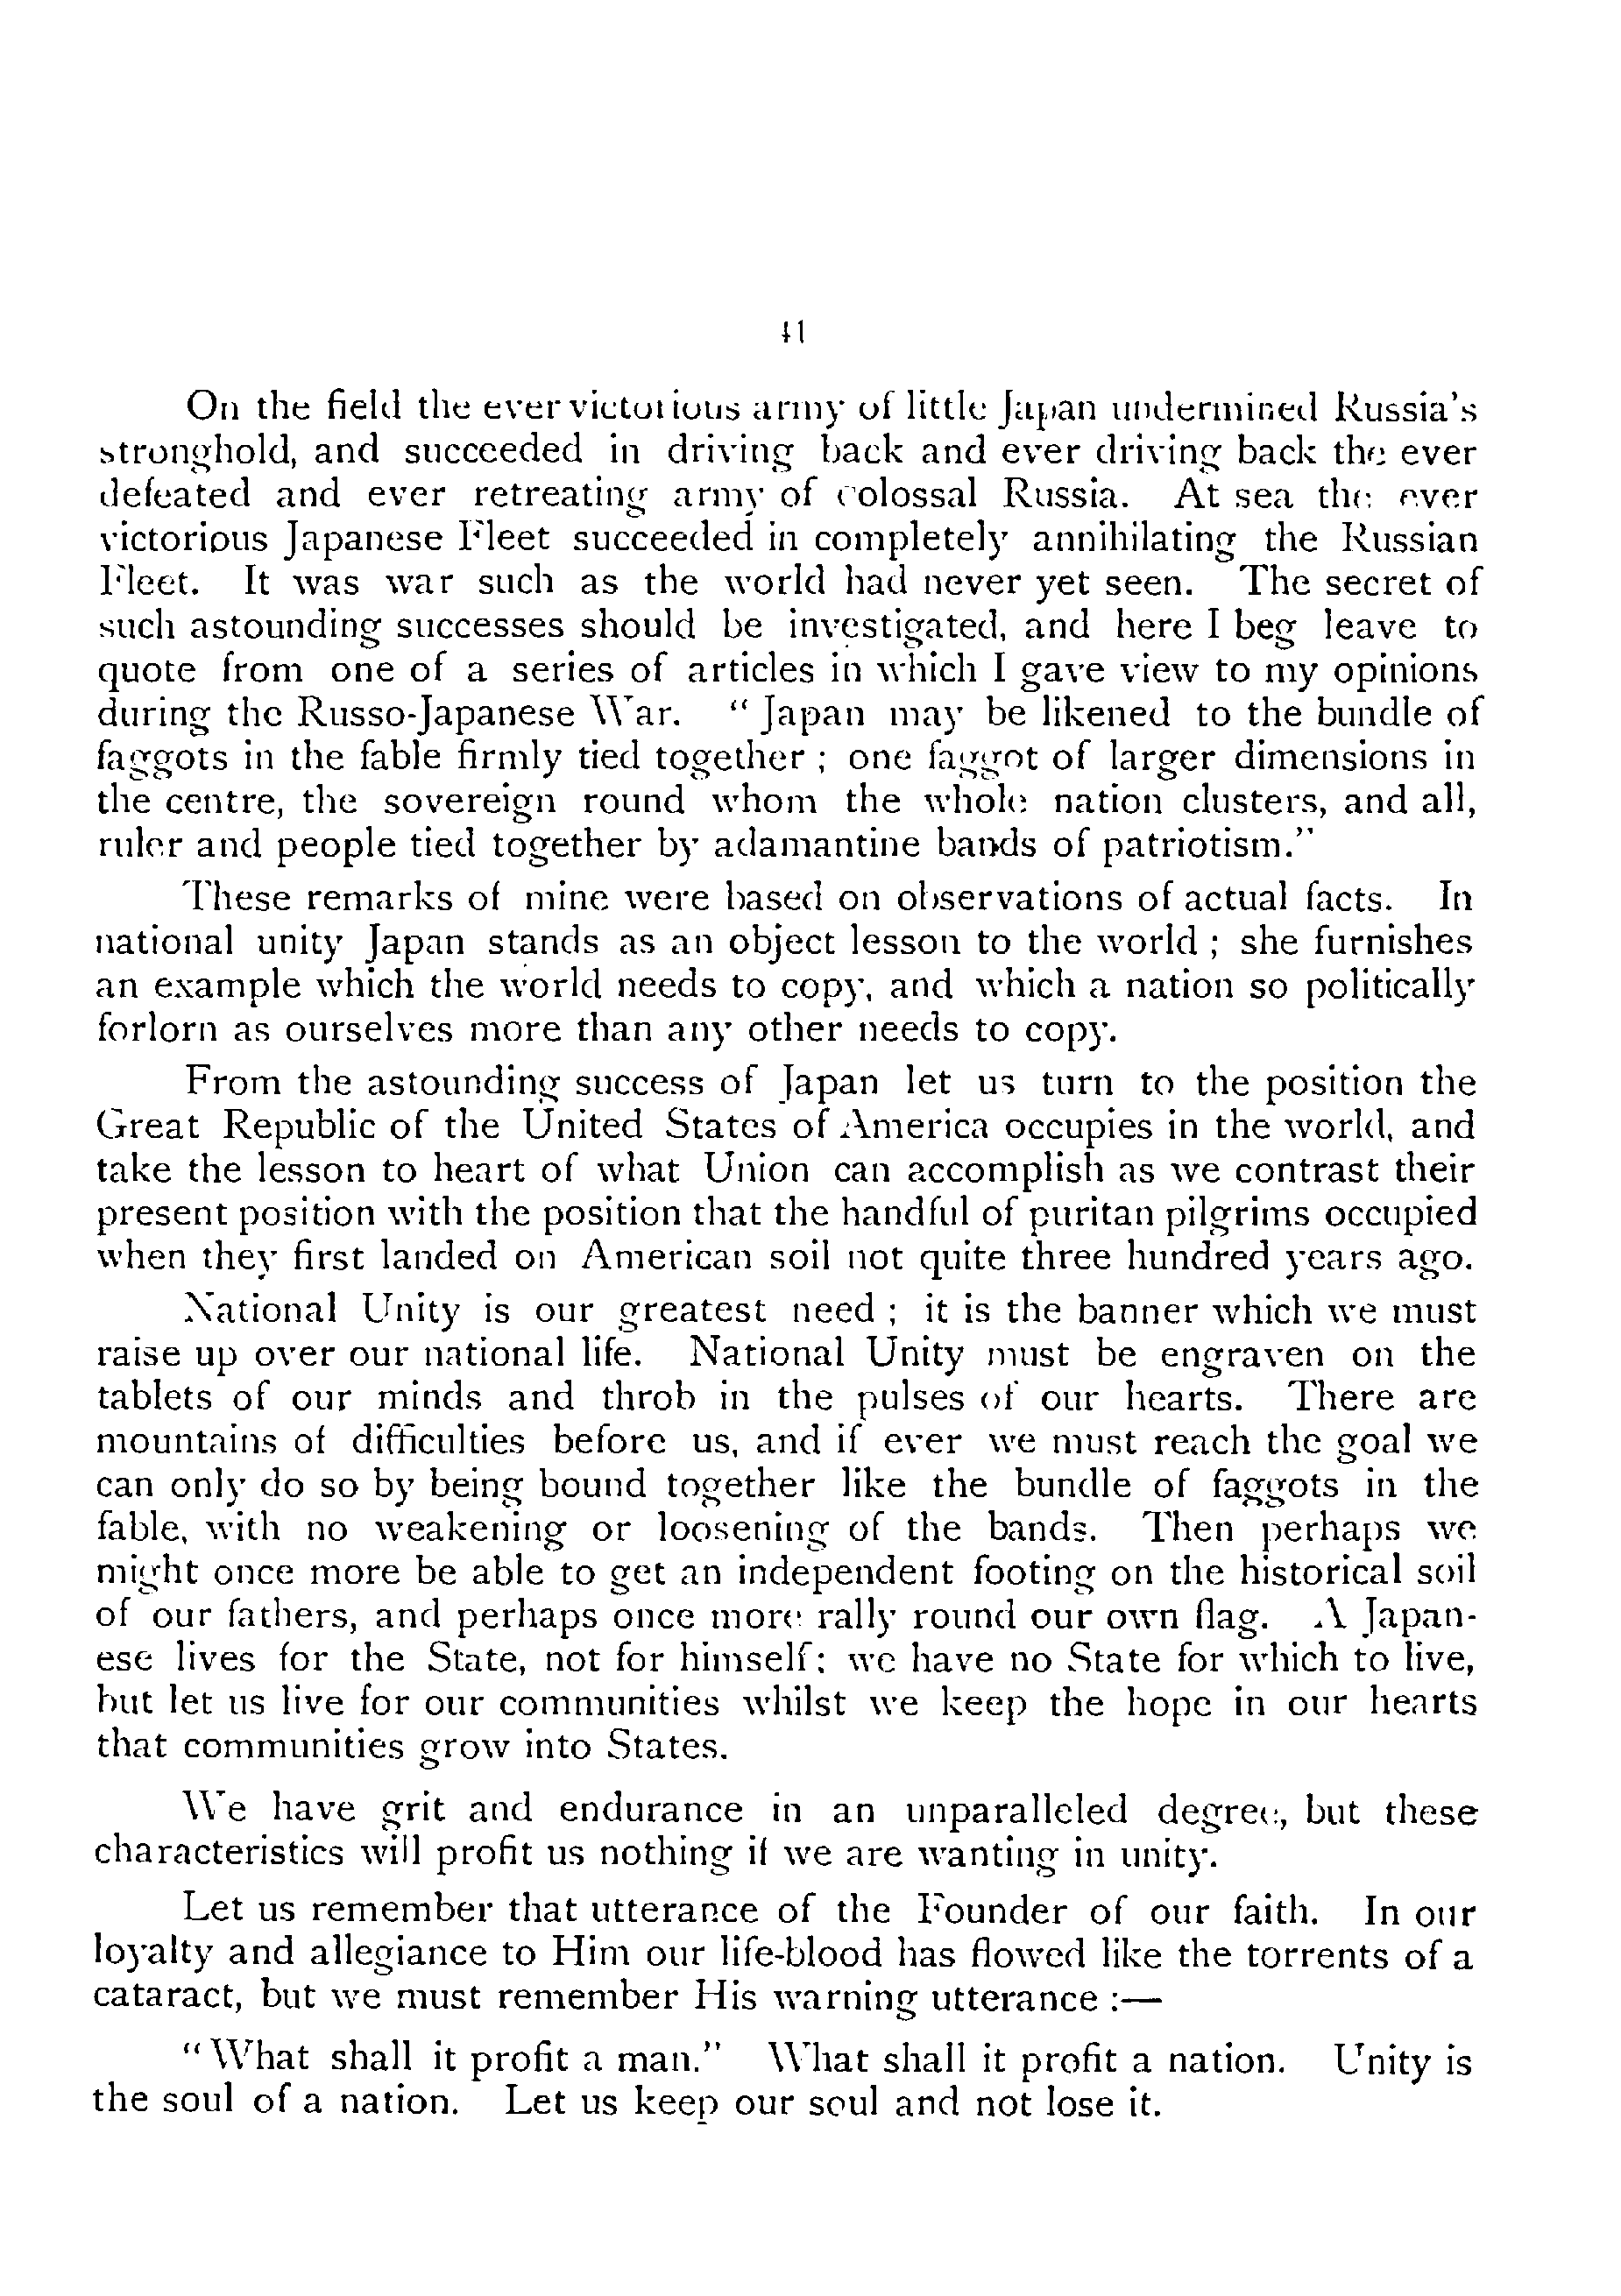 41
On the field the ever victorious army of little Japan undermined Russia's
stronghold, and succeeded in driving back and ever driving back the ever
defeated and ever retreating army of colossal Russia. At sea the ever
victorious Japanese Fleet succeeded in completely annihilating the Russian
Fleet. It was war such as the world had never yet seen. The secret of
such astounding successes should be investigated, and here I beg leave to
quote from one of a series of articles in which I gave view to my opinions
during the Russo-Japanese War. " Japan may be likened to the bundle of
faggots in the fable firmly tied together ; one faggot of larger dimensions in
the centre, the sovereign round whom the whole nation clusters, and all,
ruler and people tied together by adamantine bands of patriotism."
These remarks of mine were based on observations of actual facts. In
national unity Japan stands as an object lesson to the world ; she furnishes
an example which the world needs to copy, and which a nation so politically
forlorn as ourselves more than any other needs to copy.
From the astounding success of Japan let us turn to the position the
Great Republic of the United States of America occupies in the world, and
take the lesson to heart of what Union can accomplish as we contrast their
present position with the position that the handful of puritan pilgrims occupied
when they first landed on American soil not quite three hundred years ago.
National Unity is our greatest need ; it is the banner which we must
raise up over our national life. National Unity must be engraven on the
tablets of our minds and throb in the pulses of our hearts. There are
mountains of difficulties before us, and if ever we must reach the goal we
can only do so by being bound together like the bundle of faggots in the
fable, with no weakening or loosening of the bands. Then perhaps we
might once more be able to get an independent footing on the historical soil
of our fathers, and perhaps once more rally round our own flag. A Japan-
ese lives for the State, not for himself; we have no State for which to live,
but let us live for our communities whilst we keep the hope in our hearts
that communities grow into States.
We have grit and endurance in an unparalleled degree, but these
characteristics will profit us nothing if we are wanting in unity.
Let us remember that utterance of the Founder of our faith. In our
loyalty and allegiance to Him our life-blood has flowed like the torrents of a
cataract, but we must remember His warning utterance :—
" What shall it profit a man." What shall it profit a nation. Unity is
the soul of a nation. Let us keep our soul and not lose it.